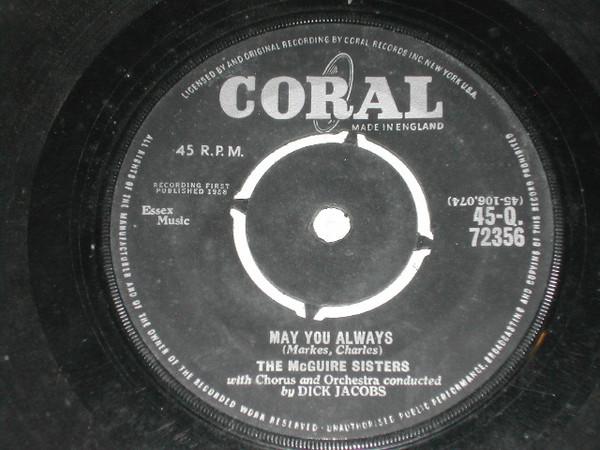 LICENSED BY AND ORIGINAL RECORDING BY CORAL RECORDS INC. NEW YORK U.S.A.
CORAL
MADE IN ENGLAND
45 R.P.M.
RECORDING FIRST
PUBLISHED 1958
Essex
Music
(45-106,074)
45-Q.
72356
MAY YOU ALWAYS
(Markes, Charles)
THE McGUIRE SISTERS
with Chorus and Orchestra conducted
by DICK JACOBS
ALL RIGHTS OF THE MANUFACTURER AND OF THE OWNER OF THE RECORDED WORK RESERVED · UNAUTHORISED PUBLIC PERFORMANCE, BROADCASTING AND COPYING OF THIS RECORD PROHIBITED